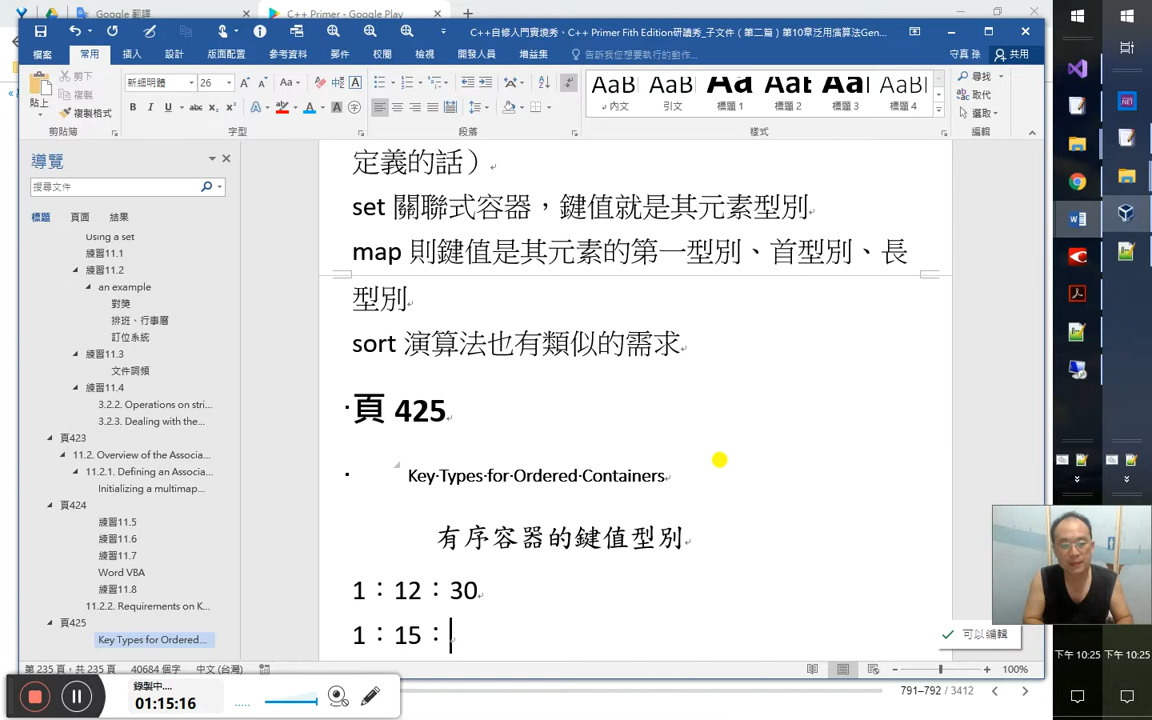 Google 翻譯
C++ Primer - Google Play
C++自修入門實境秀、C++ Primer Fith Edition研讀秀_子文件（第二篇）第10章泛用演算法Gen...
檔案 常用 插入 設計 版面配置 參考資料 郵件 校閱 檢視 開發人員 增益集 告訴我您想要執行的動作... 守真 孫 共用
貼上 剪下 複製 複製格式
新細明體 26
AaB AaB Aa Aat AaB AaBl
內文 引文 標題 1 標題 2 標題 3 標題 4
尋找 取代 選取
剪貼簿 字型 段落 樣式 編輯
導覽
搜尋文件
標題 頁面 結果
Using a set
練習11.1
練習11.2
an example
對獎
排班、行事曆
訂位系統
練習11.3
文件詞頻
練習11.4
3.2.2. Operations on stri...
3.2.3. Dealing with the...
頁423
11.2. Overview of the Associa...
11.2.1. Defining an Associa...
Initializing a multimap...
頁424
練習11.5
練習11.6
練習11.7
Word VBA
練習11.8
11.2.2. Requirements on K...
頁425
Key Types for Ordered...
定義的話）
set 關聯式容器，鍵值就是其元素型別
map 則鍵值是其元素的第一型別、首型別、長
型別
sort 演算法也有類似的需求
頁 425
Key Types for Ordered Containers
有序容器的鍵值型別
1：12：30
1：15：
可以編輯
第 235 頁，共 235 頁 40684 個字 中文 (台灣) 100%
錄製中....
01:15:16
791–792 / 3412
下午 10:25 下午 10:25